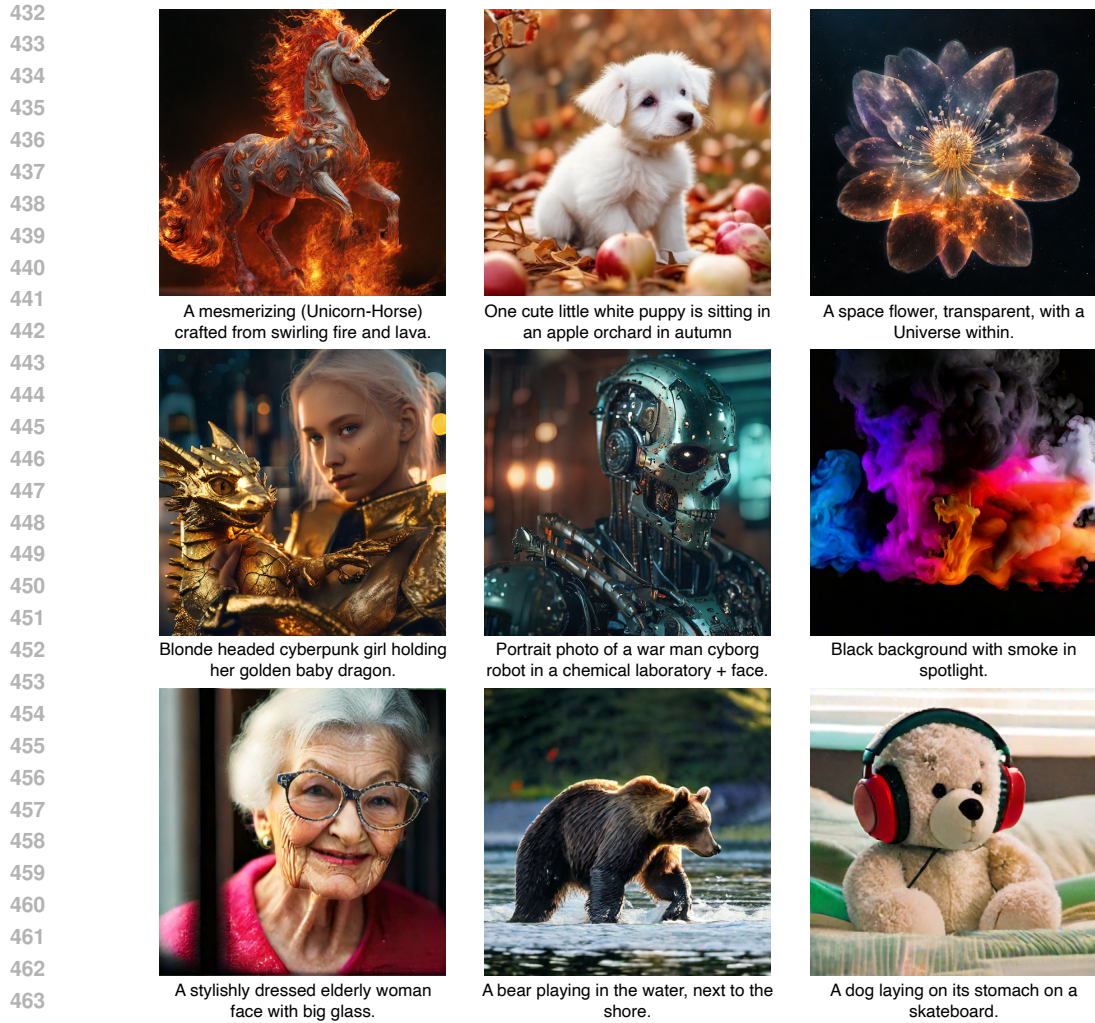 432
433
434
435
436
437
438
439
440
441
442
443
444
445
446
447
448
449
450
451
452
453
454
455
456
457
458
459
460
461
462
463
A mesmerizing (Unicorn-Horse)
crafted from swirling fire and lava.
One cute little white puppy is sitting in
an apple orchard in autumn
A space flower, transparent, with a
Universe within.
Blonde headed cyberpunk girl holding
her golden baby dragon.
Portrait photo of a war man cyborg
robot in a chemical laboratory + face.
Black background with smoke in
spotlight.
A stylishly dressed elderly woman
face with big glass.
A bear playing in the water, next to the
shore.
A dog laying on its stomach on a
skateboard.